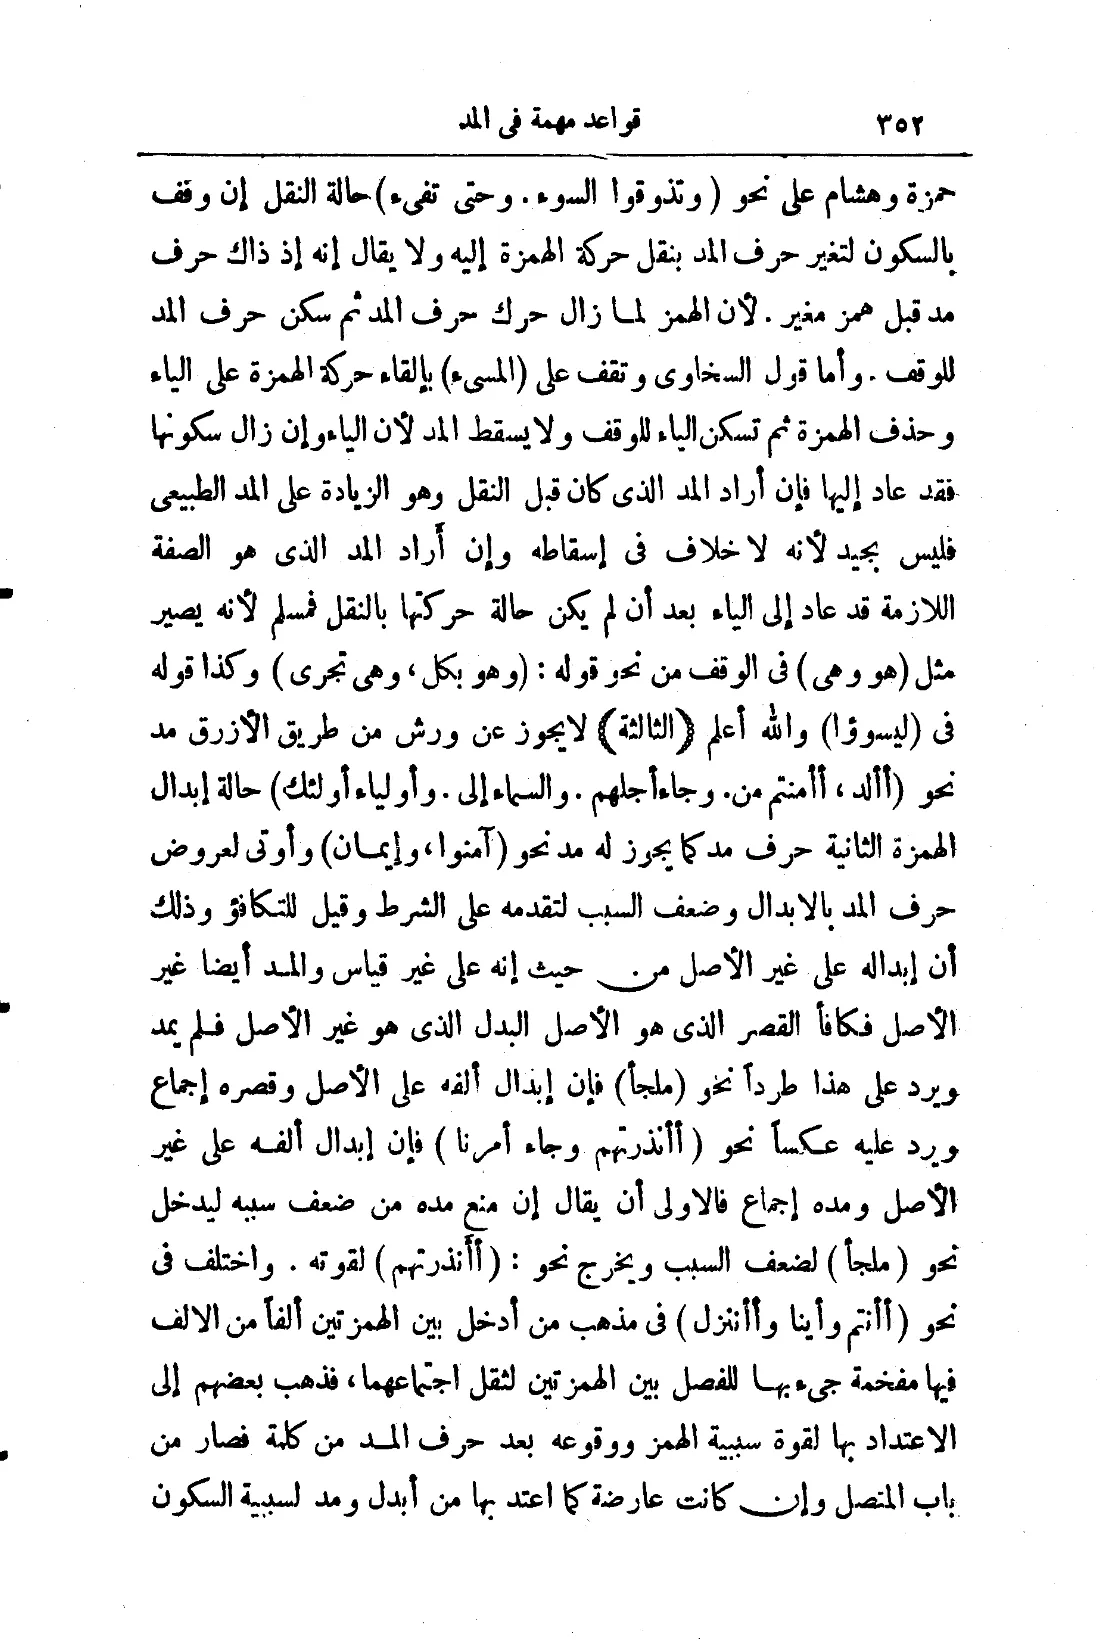 ٣٥٢ قواعد مهمة فى المد
حمزة وهشام على نحو (وتذوقوا السوء . وحتى تفىء) حالة النقل إن وقف
بالسكون لتغير حرف المد بنقل حركة الهمزة إليه ولا يقال إنه إذ ذاك حرف
مد قبل همز مغير . لأن الهمز لما زال حرك حرف المد ثم سكن حرف المد
للوقف . وأما قول السخاوى وتقف على (المسىء) بإلقاء حركة الهمزة على الياء
وحذف الهمزة ثم تسكن الياء للوقف ولا يسقط المد لأن الياء وإن زال سكونها
فقد عاد إليها فإن أراد المد الذى كان قبل النقل وهو الزيادة على المد الطبيعى
فليس بجيد لأنه لا خلاف فى إسقاطه وإن أراد المد الذى هو الصفة
اللازمة قد عاد إلى الياء بعد أن لم يكن حالة حركتها بالنقل فمسلم لأنه يصير
مثل (هو وهى) فى الوقف من نحو قوله : (وهو بكل، وهى تجرى) وكذا قوله
فى (ليسوؤا) والله أعلم (الثالثة) لا يجوز عن ورش من طريق الأزرق مد
نحو (أألد ، أأمنتم من. وجاء أجلهم . والسماء إلى . وأولياء أولئك) حالة إبدال
الهمزة الثانية حرف مد كما يجوز له مد نحو (آمنوا، وإيمان) وأوتى لعروض
حرف المد بالابدال وضعف السبب لتقدمه على الشرط وقيل للتكافؤ وذلك
أن إبداله على غير الأصل من حيث إنه على غير قياس والمد أيضا غير
الأصل فكافأ القصر الذى هو الأصل البدل الذى هو غير الأصل فلم يمد
ويرد على هذا طرداً نحو (ملجأ) فإن إبدال ألفه على الأصل وقصره إجماع
ويرد عليه عكساً نحو (أأنذرتهم وجاء أمرنا) فإن إبدال ألفه على غير
الأصل ومده إجماع فالاولى أن يقال إن منع مده من ضعف سببه ليدخل
نحو (ملجأ) لضعف السبب ويخرج نحو : (أأنذرتهم) لقوته . واختلف فى
نحو (أأنتم وأينا وأأنزل) فى مذهب من أدخل بين الهمزتين ألفاً من الالف
فيها مفخمة جىء بها للفصل بين الهمزتين لثقل اجتماعهما، فذهب بعضهم إلى
الاعتداد بها لقوة سببية الهمز ووقوعه بعد حرف المد من كلمة فصار من
باب المتصل وإن كانت عارضة كما اعتد بها من أبدل ومد لسببية السكون